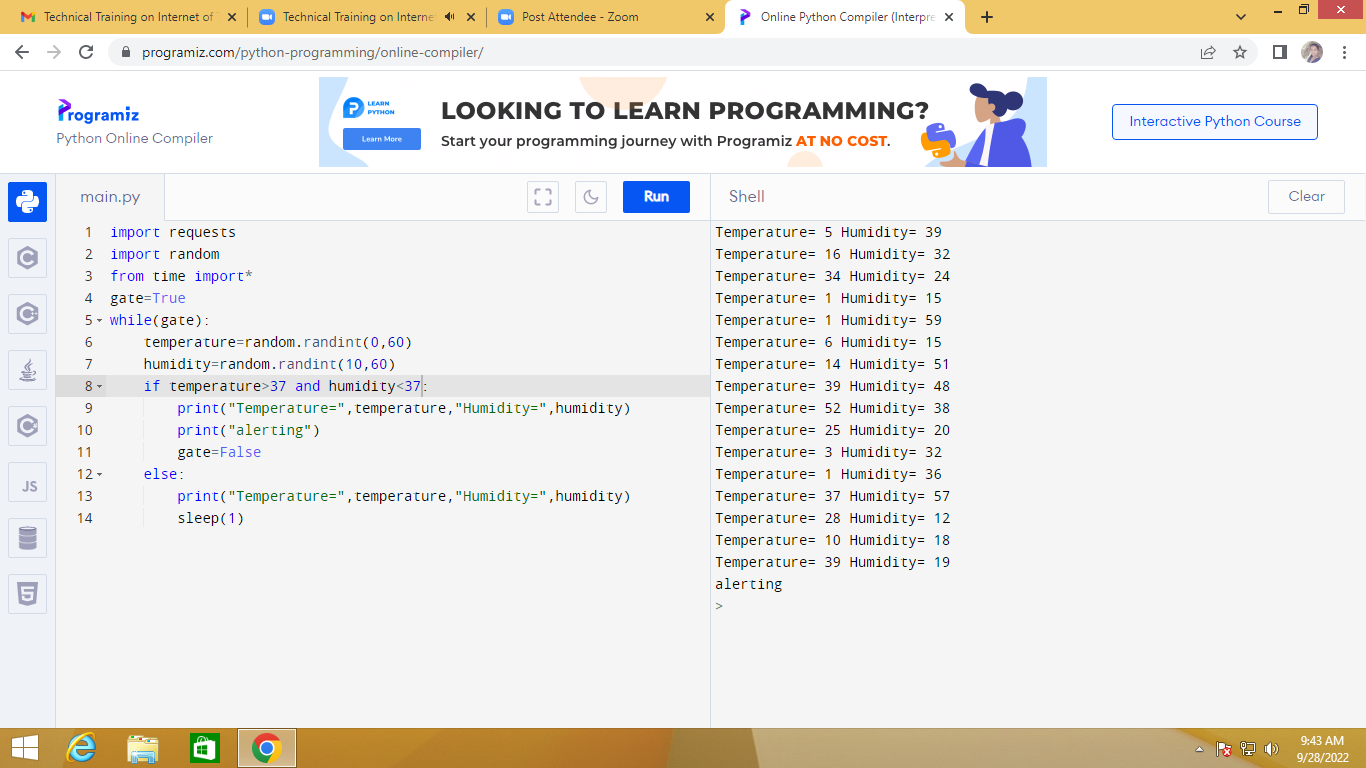 Technical Training on Internet of
Technical Training on Interne
Post Attendee - Zoom
Online Python Compiler (Interpre
programiz.com/python-programming/online-compiler/
Programiz
Python Online Compiler
LEARN
PYTHON
Learn More
LOOKING TO LEARN PROGRAMMING?
Start your programming journey with Programiz AT NO COST.
Interactive Python Course
main.py
Run
Shell
Clear
1 import requests
2 import random
3 from time import*
4 gate=True
5 while(gate):
6 temperature=random.randint(0,60)
7 humidity=random.randint(10,60)
8 if temperature>37 and humidity<37:
9 print("Temperature=",temperature,"Humidity=",humidity)
10 print("alerting")
11 gate=False
12 else:
13 print("Temperature=",temperature,"Humidity=",humidity)
14 sleep(1)
Temperature= 5 Humidity= 39
Temperature= 16 Humidity= 32
Temperature= 34 Humidity= 24
Temperature= 1 Humidity= 15
Temperature= 1 Humidity= 59
Temperature= 6 Humidity= 15
Temperature= 14 Humidity= 51
Temperature= 39 Humidity= 48
Temperature= 52 Humidity= 38
Temperature= 25 Humidity= 20
Temperature= 3 Humidity= 32
Temperature= 1 Humidity= 36
Temperature= 37 Humidity= 57
Temperature= 28 Humidity= 12
Temperature= 10 Humidity= 18
Temperature= 39 Humidity= 19
alerting
>
JS
9:43 AM
9/28/2022